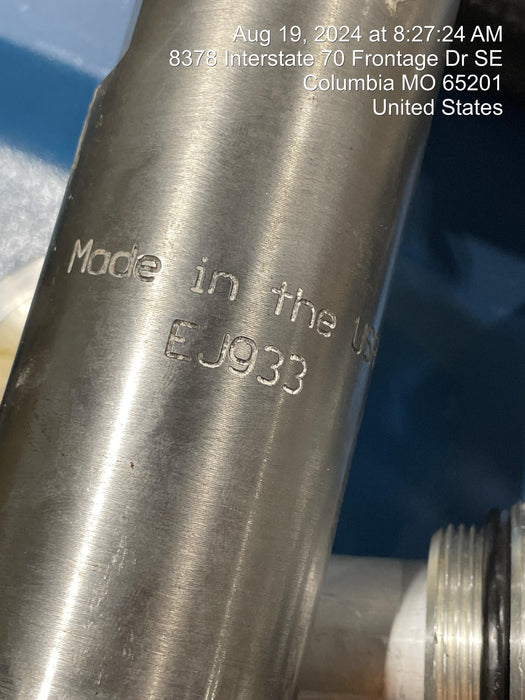 Aug 19, 2024 at 8:27:24 AM
8378 Interstate 70 Frontage Dr SE
Columbia MO 65201
United States
Made in the USA
EJ933